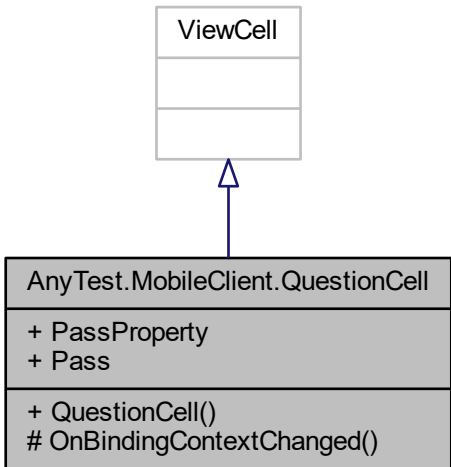 ViewCell
AnyTest.MobileClient.QuestionCell
+ PassProperty
+ Pass
+ QuestionCell()
# OnBindingContextChanged()